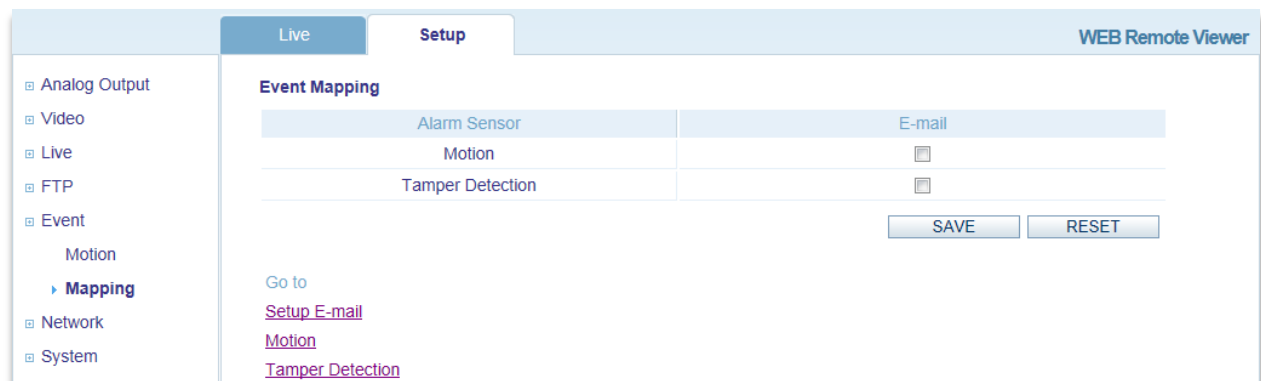 Live
Setup
WEB Remote Viewer
Analog Output
Video
Live
FTP
Event
Motion
Mapping
Network
System
Event Mapping
Alarm Sensor E-mail
Motion
Tamper Detection
SAVE RESET
Go to
Setup E-mail
Motion
Tamper Detection